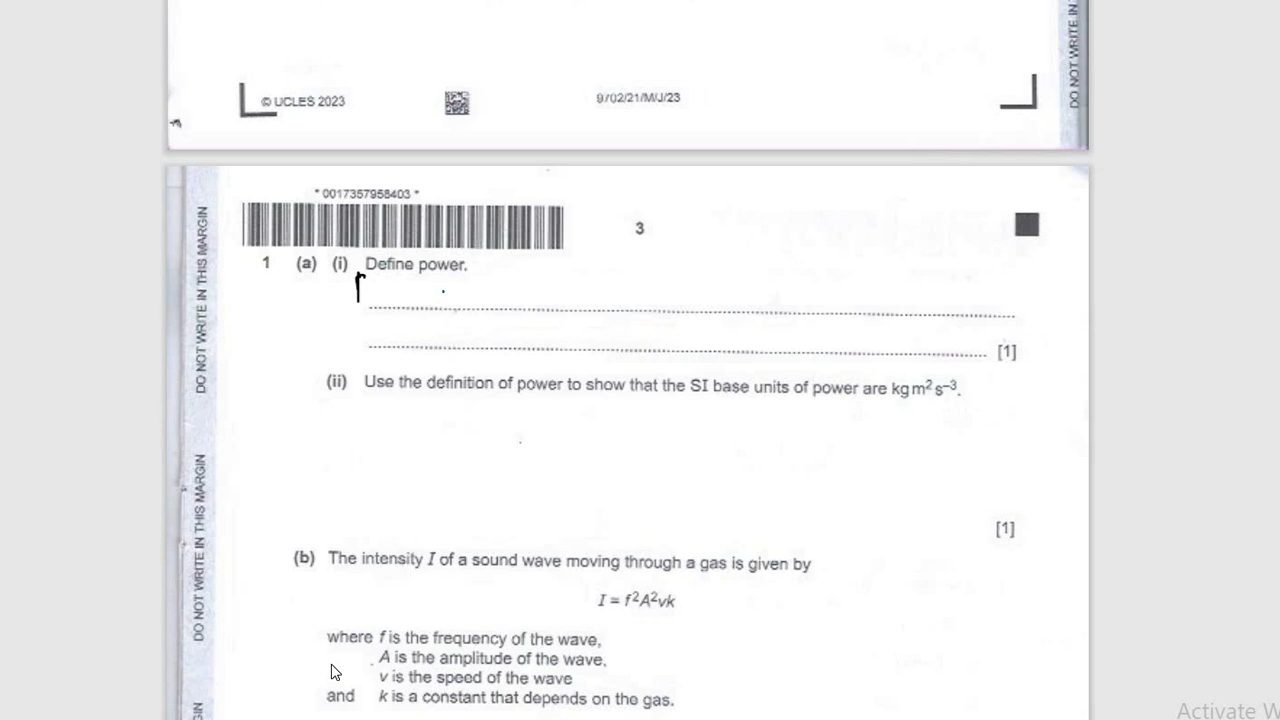 DO NOT WRITE IN
© UCLES 2023
9702/21/M/J/23
DO NOT WRITE IN THIS MARGIN
DO NOT WRITE IN THIS MARGIN
* 0017357958403 *
3
1 (a) (i) Define power.
[1]
(ii) Use the definition of power to show that the SI base units of power are kg m² s⁻³.
[1]
(b) The intensity I of a sound wave moving through a gas is given by
I = f²A²vk
where f is the frequency of the wave,
A is the amplitude of the wave,
v is the speed of the wave
and k is a constant that depends on the gas.
Activate W